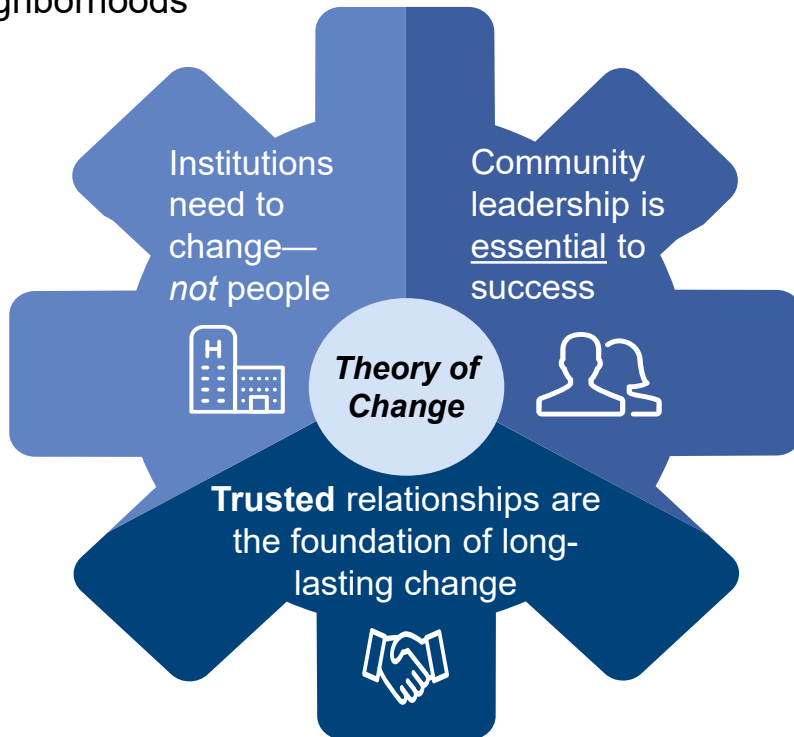 Institutions
need to
change—
not people
Community
leadership is
essential to
success
H
Theory of
Change
Trusted relationships are
the foundation of long-
lasting change